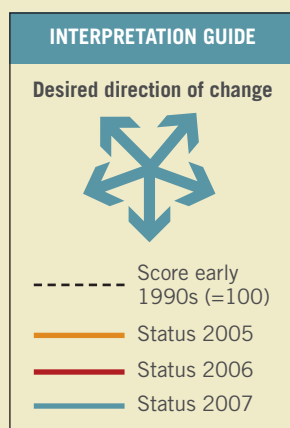 INTERPRETATION GUIDE
Desired direction of change
Score early
1990s (=100)
Status 2005
Status 2006
Status 2007